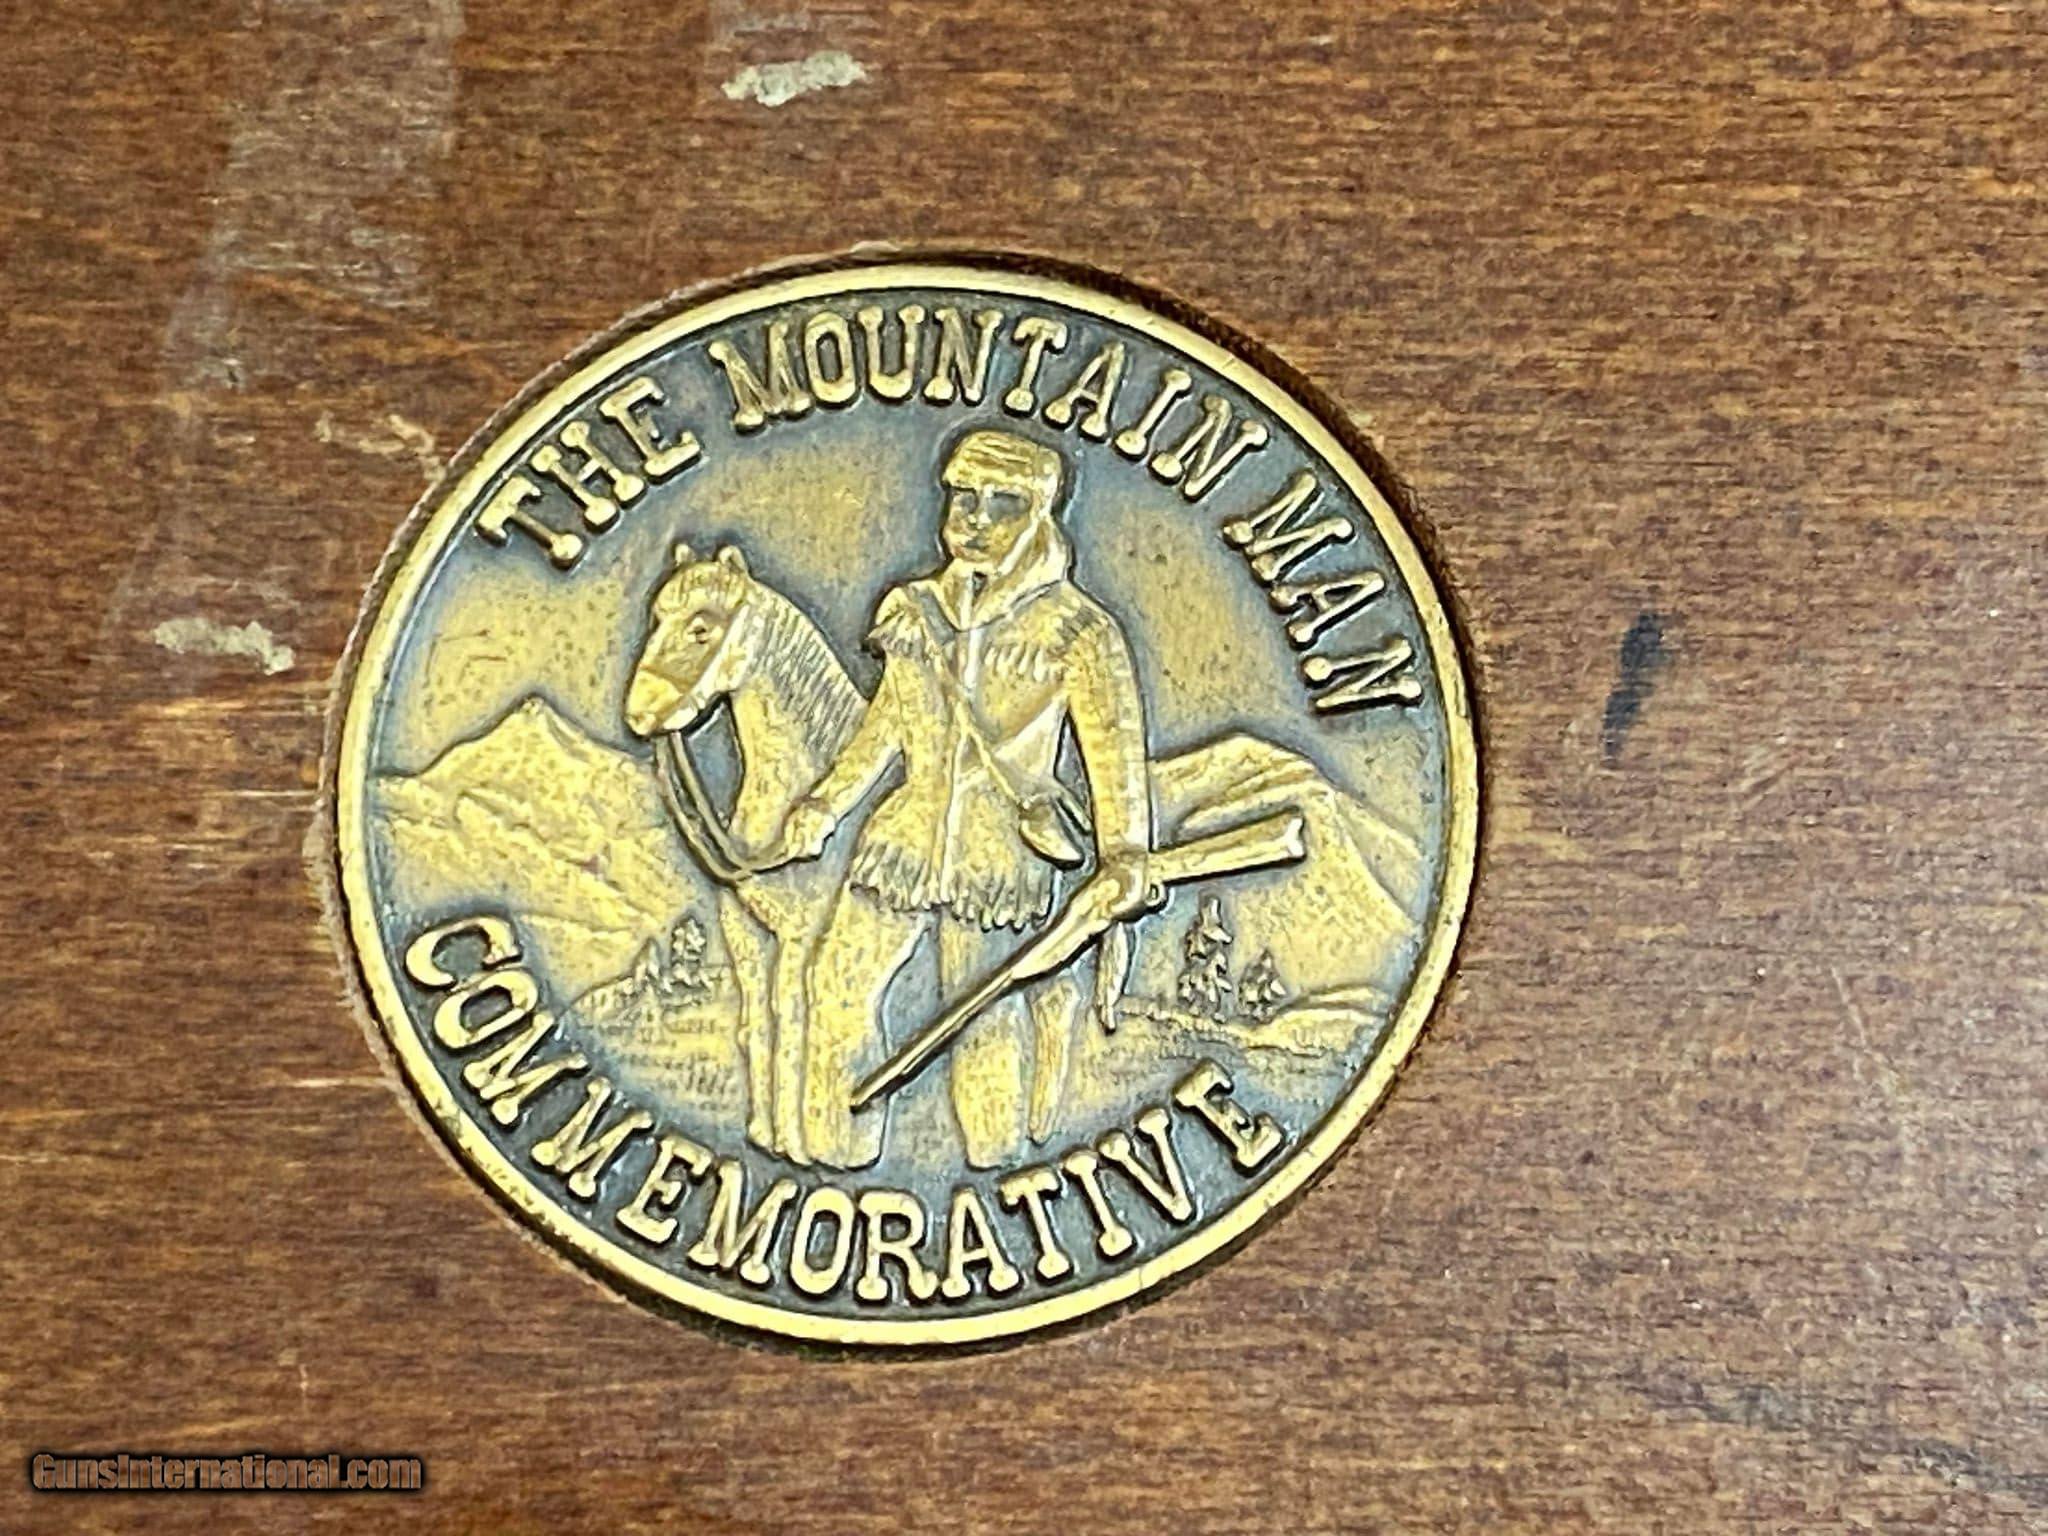 THE MOUNTAIN MAN
COMMEMORATIVE
GunsInternational.com